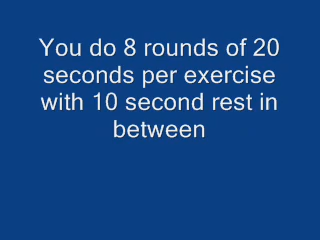 You do 8 rounds of 20
seconds per exercise
with 10 second rest in
between